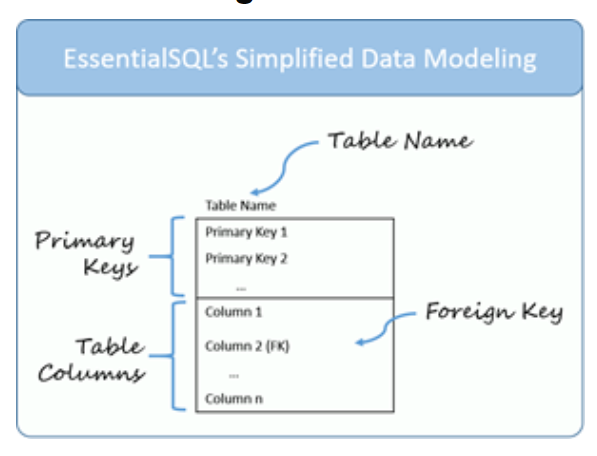 EssentialSQL's Simplified Data Modeling
Table Name
Table Name
Primary Keys
Primary Key 1
Primary Key 2
...
Table Columns
Column 1
Column 2 (FK)
Foreign Key
...
Column n